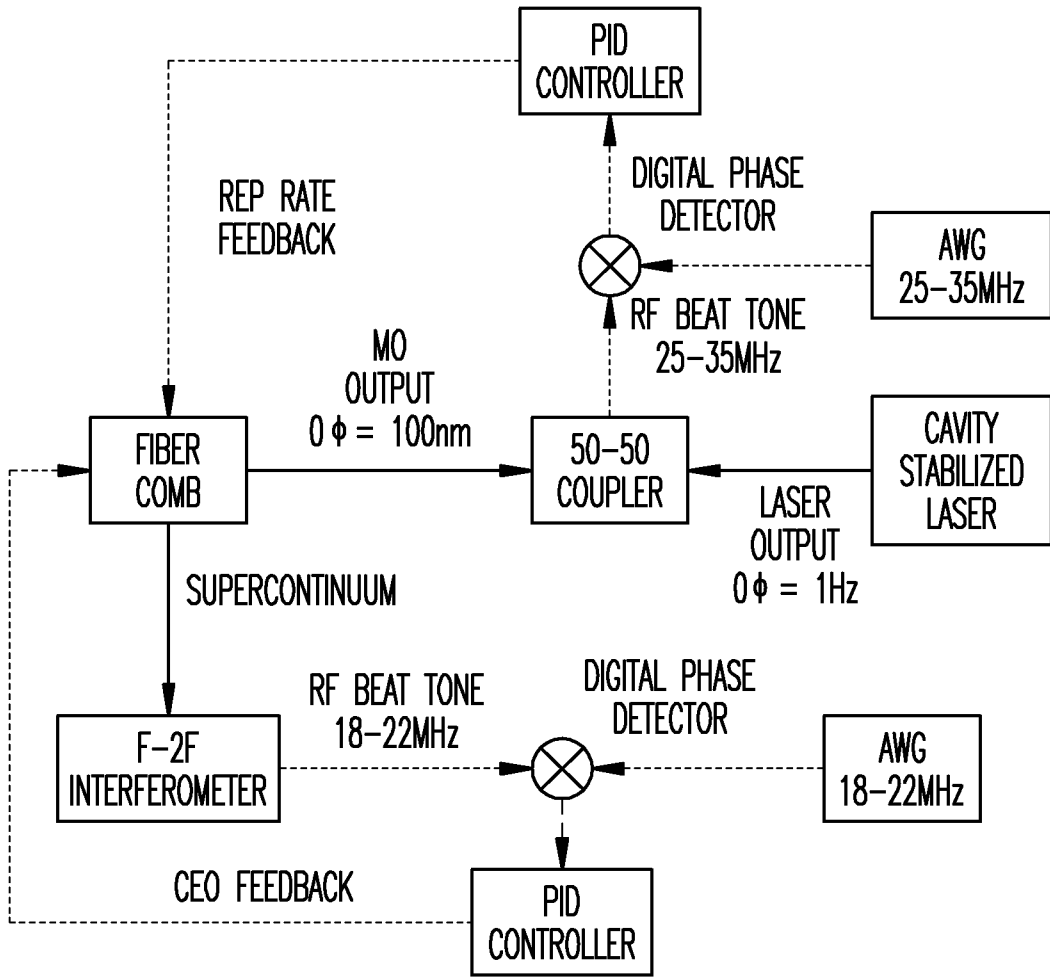 PID
CONTROLLER
DIGITAL PHASE
DETECTOR
REP RATE
FEEDBACK
AWG
25-35MHz
RF BEAT TONE
25-35MHz
MO
OUTPUT
0 ϕ = 100nm
FIBER
COMB
50-50
COUPLER
CAVITY
STABILIZED
LASER
LASER
OUTPUT
0 ϕ = 1Hz
SUPERCONTINUUM
RF BEAT TONE
18-22MHz
DIGITAL PHASE
DETECTOR
F-2F
INTERFEROMETER
AWG
18-22MHz
CEO FEEDBACK
PID
CONTROLLER